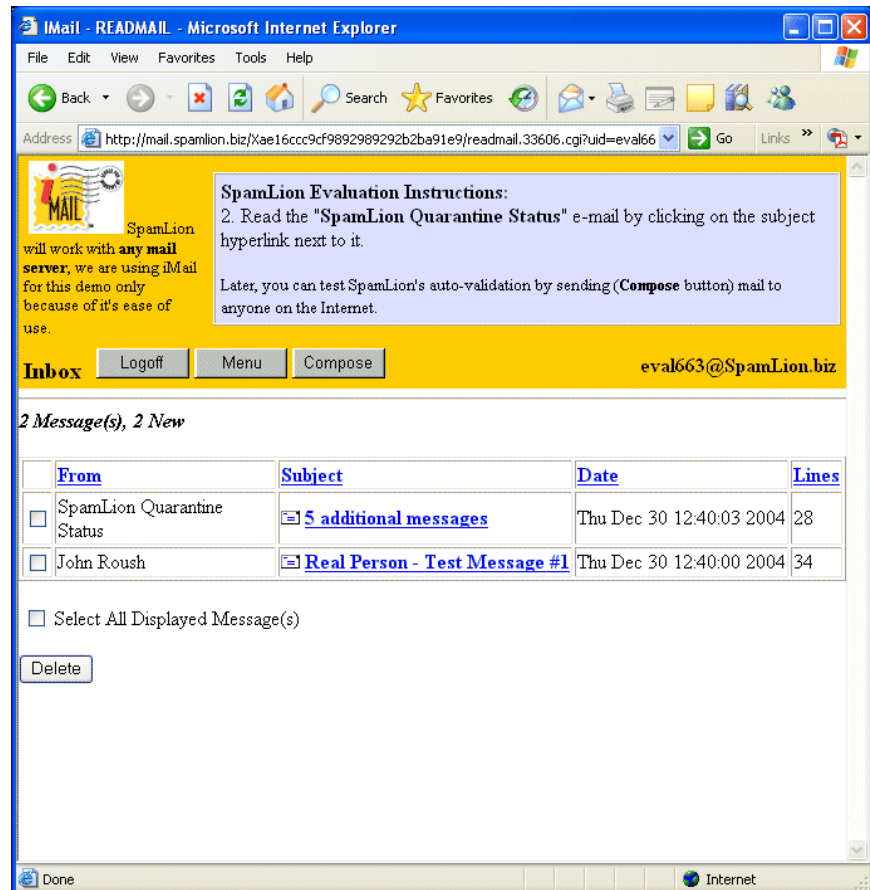 IMail - READMAIL - Microsoft Internet Explorer
File Edit View Favorites Tools Help
Back Search Favorites
Address http://mail.spamlion.biz/Xae16ccc9cf9892989292b2ba91e9/readmail.33606.cgi?uid=eval66 Go Links »
iMAIL
SpamLion
will work with any mail
server, we are using iMail
for this demo only
because of it's ease of
use.
SpamLion Evaluation Instructions:
2. Read the "SpamLion Quarantine Status" e-mail by clicking on the subject
hyperlink next to it.
Later, you can test SpamLion's auto-validation by sending (Compose button) mail to
anyone on the Internet.
Inbox Logoff Menu Compose eval663@SpamLion.biz
2 Message(s), 2 New
From Subject Date Lines
SpamLion Quarantine
Status
5 additional messages Thu Dec 30 12:40:03 2004 28
John Roush Real Person - Test Message #1 Thu Dec 30 12:40:00 2004 34
Select All Displayed Message(s)
Delete
Done Internet